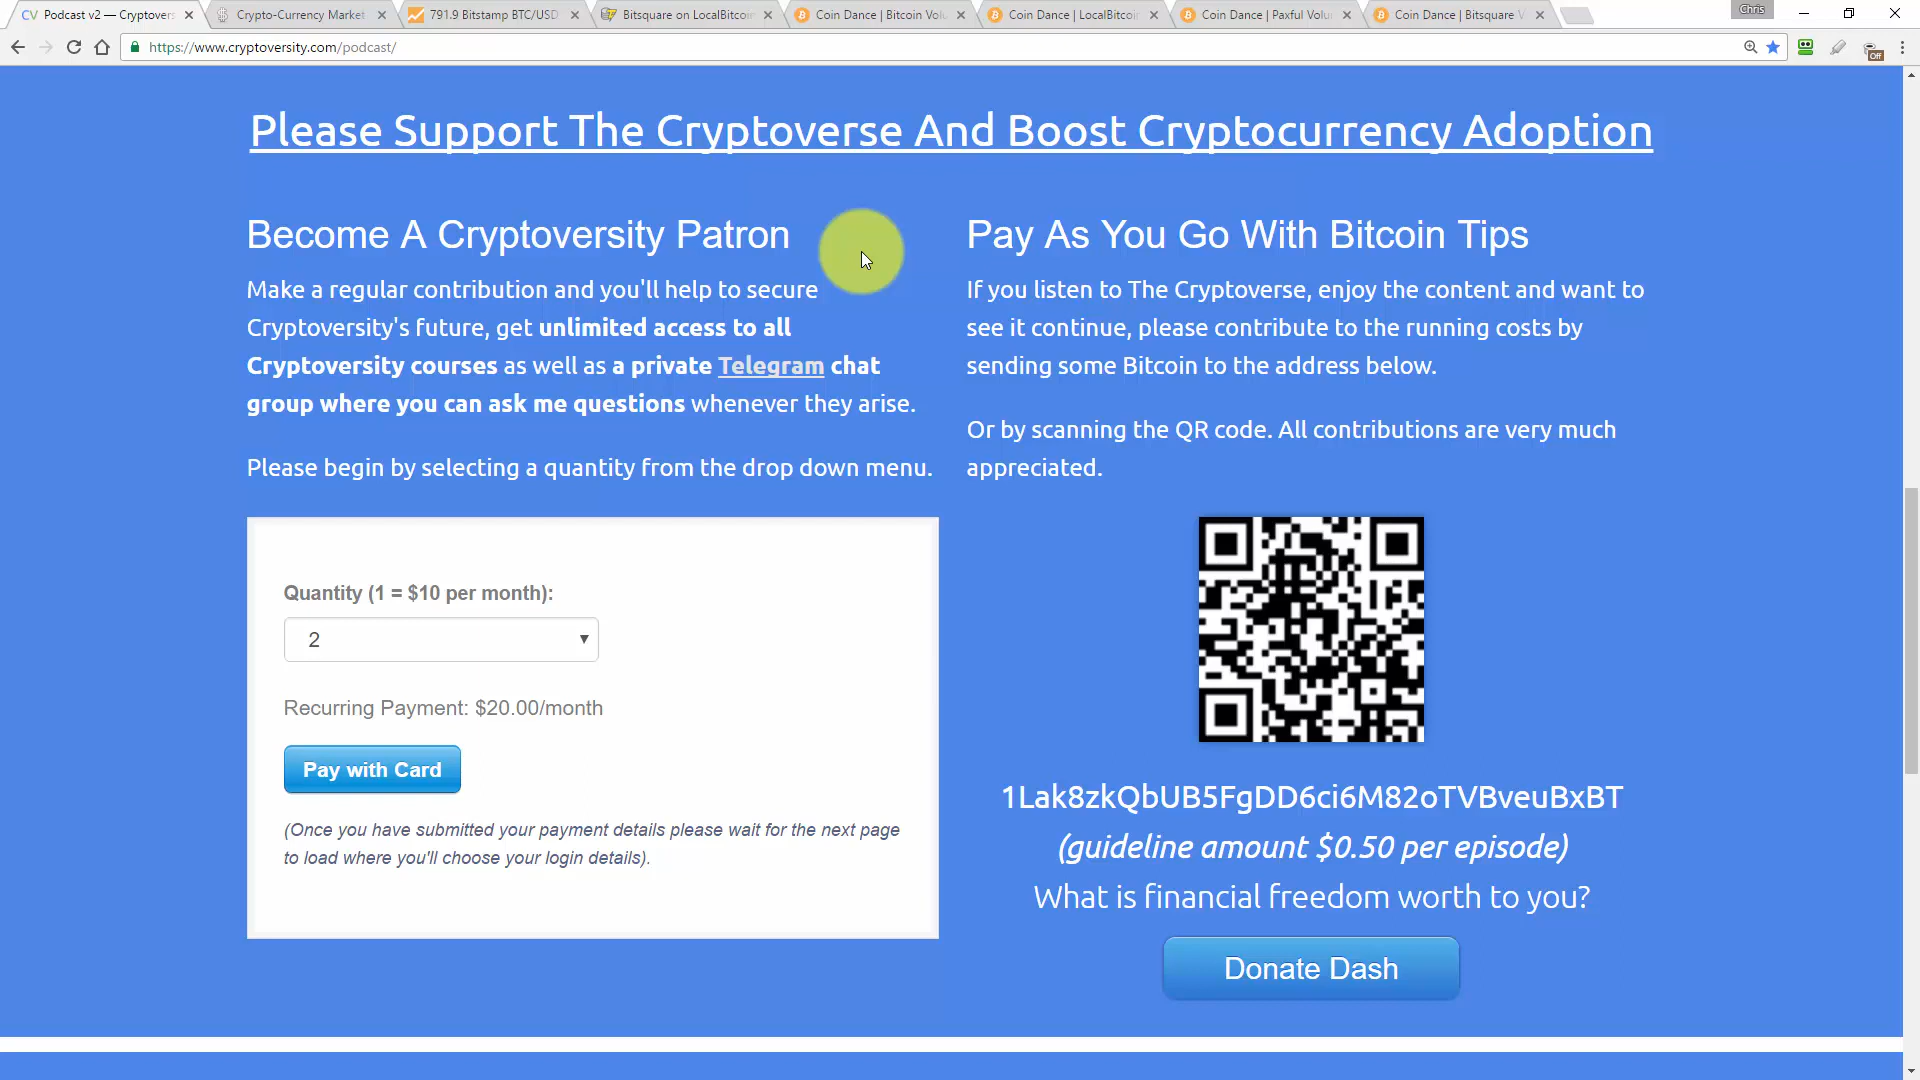 Podcast v2 — Cryptovers
Crypto-Currency Market
791.9 Bitstamp BTC/USD
Bitsquare on LocalBitcoin
Coin Dance | Bitcoin Volu
Coin Dance | LocalBitcoi
Coin Dance | Paxful Volu
Coin Dance | Bitsquare V
Chris
https://www.cryptoversity.com/podcast/
Off
Please Support The Cryptoverse And Boost Cryptocurrency Adoption
Become A Cryptoversity Patron
Make a regular contribution and you'll help to secure
Cryptoversity's future, get unlimited access to all
Cryptoversity courses as well as a private Telegram chat
group where you can ask me questions whenever they arise.
Please begin by selecting a quantity from the drop down menu.
Quantity (1 = $10 per month):
2
Recurring Payment: $20.00/month
Pay with Card
(Once you have submitted your payment details please wait for the next page
to load where you'll choose your login details).
Pay As You Go With Bitcoin Tips
If you listen to The Cryptoverse, enjoy the content and want to
see it continue, please contribute to the running costs by
sending some Bitcoin to the address below.
Or by scanning the QR code. All contributions are very much
appreciated.
1Lak8zkQbUB5FgDD6ci6M82oTVBveuBxBT
(guideline amount $0.50 per episode)
What is financial freedom worth to you?
Donate Dash